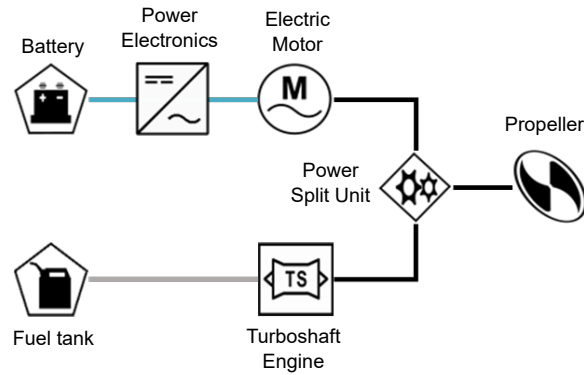 Power
Electronics
Electric
Motor
Battery
M
Propeller
Power
Split Unit
TS
Fuel tank
Turboshaft
Engine